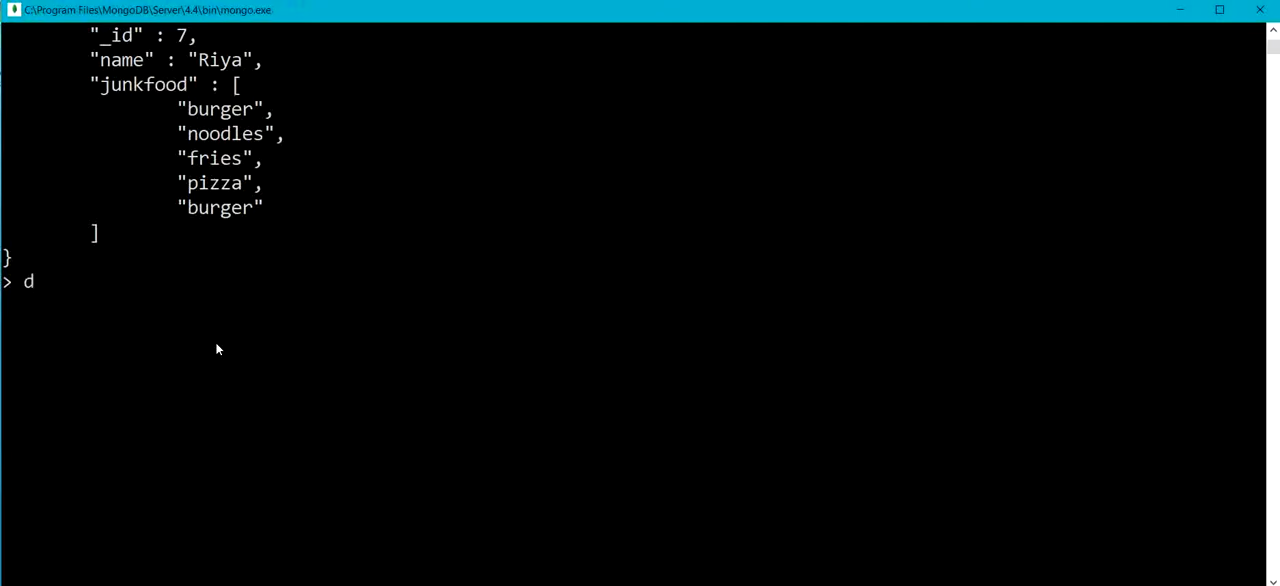 C:\Program Files\MongoDB\Server\4.4\bin\mongo.exe
"_id" : 7,
"name" : "Riya",
"junkfood" : [
"burger",
"noodles",
"fries",
"pizza",
"burger"
]
}
> d